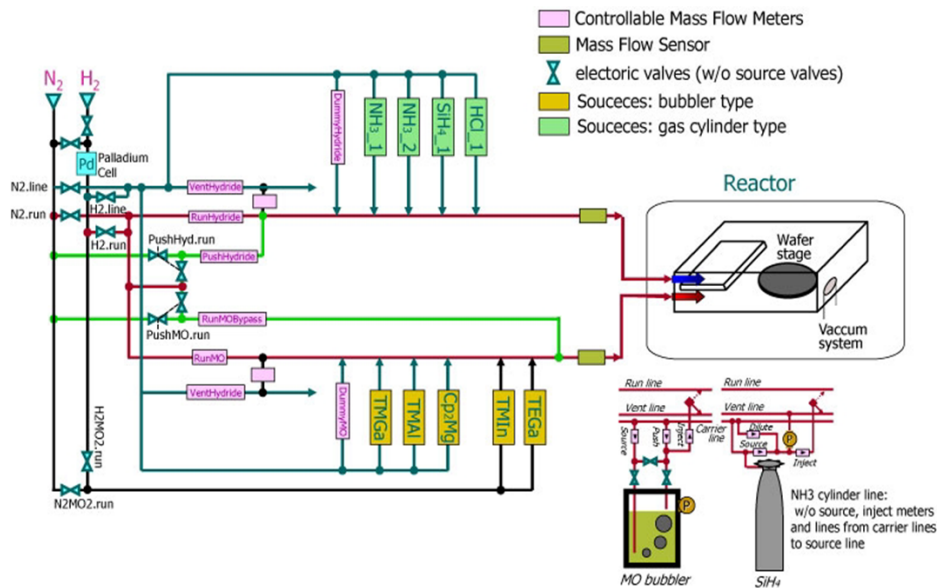 Controllable Mass Flow Meters
Mass Flow Sensor
electoric valves (w/o source valves)
Souceces: bubbler type
Souceces: gas cylinder type
N2 H2
Pd
Palladium
Cell
N2.line
H2.line
N2.run
H2.run
VentHydride
RunHydride
PushHyd.run
PushHydride
DummyHydride
NH3_1
NH3_2
SiH4_1
HCl_1
RunMOBypass
PushMO.run
RunMO
VentHydride
DummyMO
TMGa
TMAl
Cp2Mg
TMIn
TEGa
H2MO2.run
N2MO2.run
Reactor
Wafer
stage
Vaccum
system
Run line
Vent line
Source
Push
Inject
Carrier
line
P
MO bubbler
Run line
Vent line
Dilute
Source
P
Inject
SiH4
NH3 cylinder line:
w/o source, inject meters
and lines from carrier lines
to source line